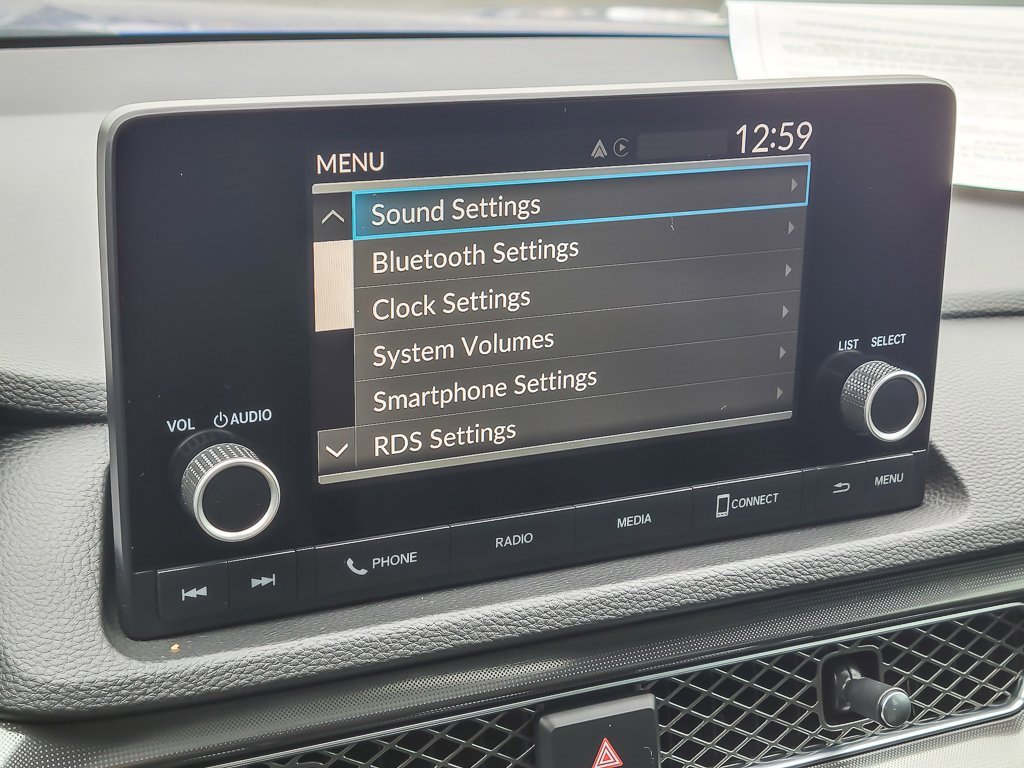 12:59
MENU
Sound Settings
Bluetooth Settings
Clock Settings
System Volumes
Smartphone Settings
RDS Settings
LIST SELECT
VOL AUDIO
PHONE
RADIO
MEDIA
CONNECT
MENU